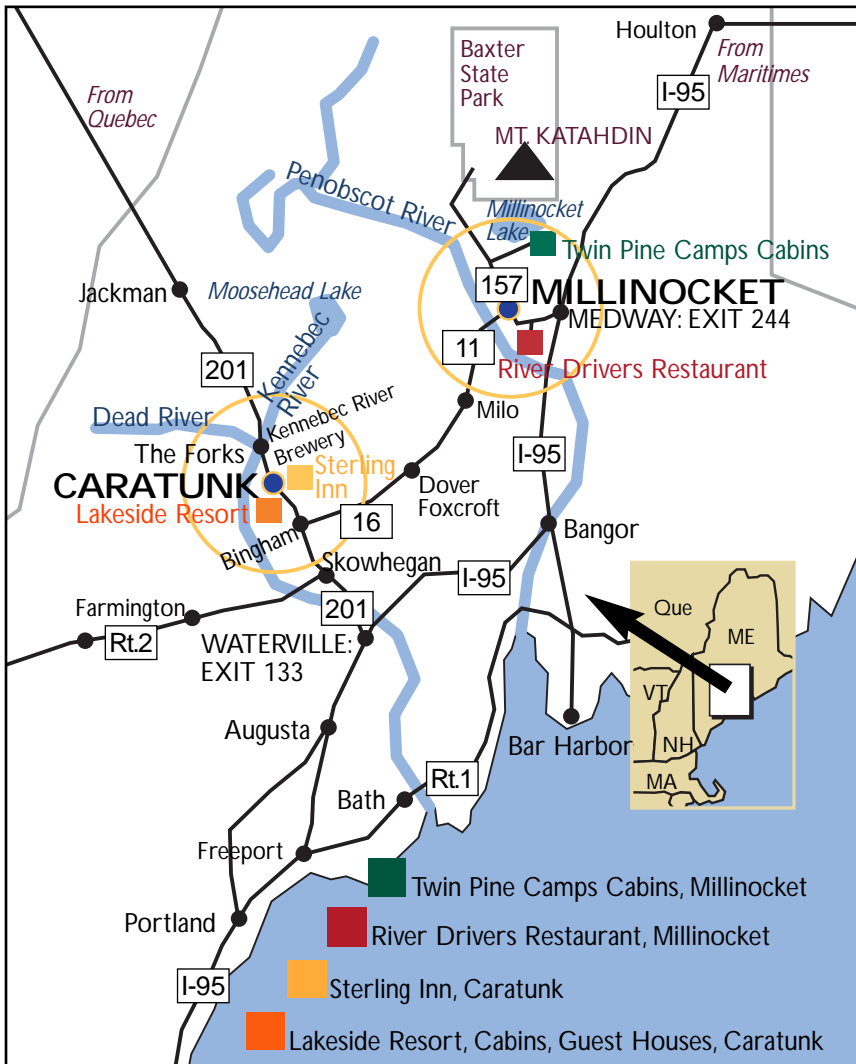 Houlton
From
Maritimes
I-95
Baxter
State
Park
MT. KATAHDIN
From
Quebec
Penobscot River
Millinocket
Lake
Twin Pine Camps Cabins
157
MILLINOCKET
MEDWAY: EXIT 244
Jackman
Moosehead Lake
11
River Drivers Restaurant
201
Kennebec
River
Milo
Dead River
Kennebec River
Brewery
The Forks
I-95
Sterling
Inn
CARATUNK
Dover
Foxcroft
Lakeside Resort
16
Bingham
Bangor
Skowhegan
I-95
Farmington
201
Rt.2
WATERVILLE:
EXIT 133
Que
ME
VT
NH
MA
Augusta
Bar Harbor
Rt.1
Bath
Freeport
Twin Pine Camps Cabins, Millinocket
Portland
River Drivers Restaurant, Millinocket
I-95
Sterling Inn, Caratunk
Lakeside Resort, Cabins, Guest Houses, Caratunk